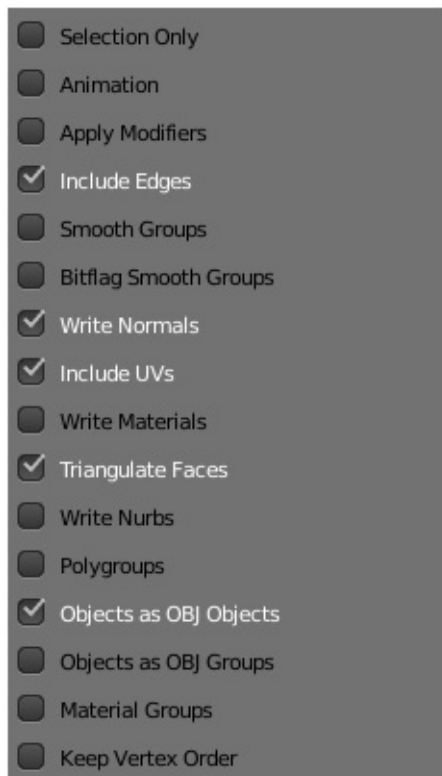 Selection Only
Animation
Apply Modifiers
Include Edges
Smooth Groups
Bitflag Smooth Groups
Write Normals
Include UVs
Write Materials
Triangulate Faces
Write Nurbs
Polygroups
Objects as OBJ Objects
Objects as OBJ Groups
Material Groups
Keep Vertex Order